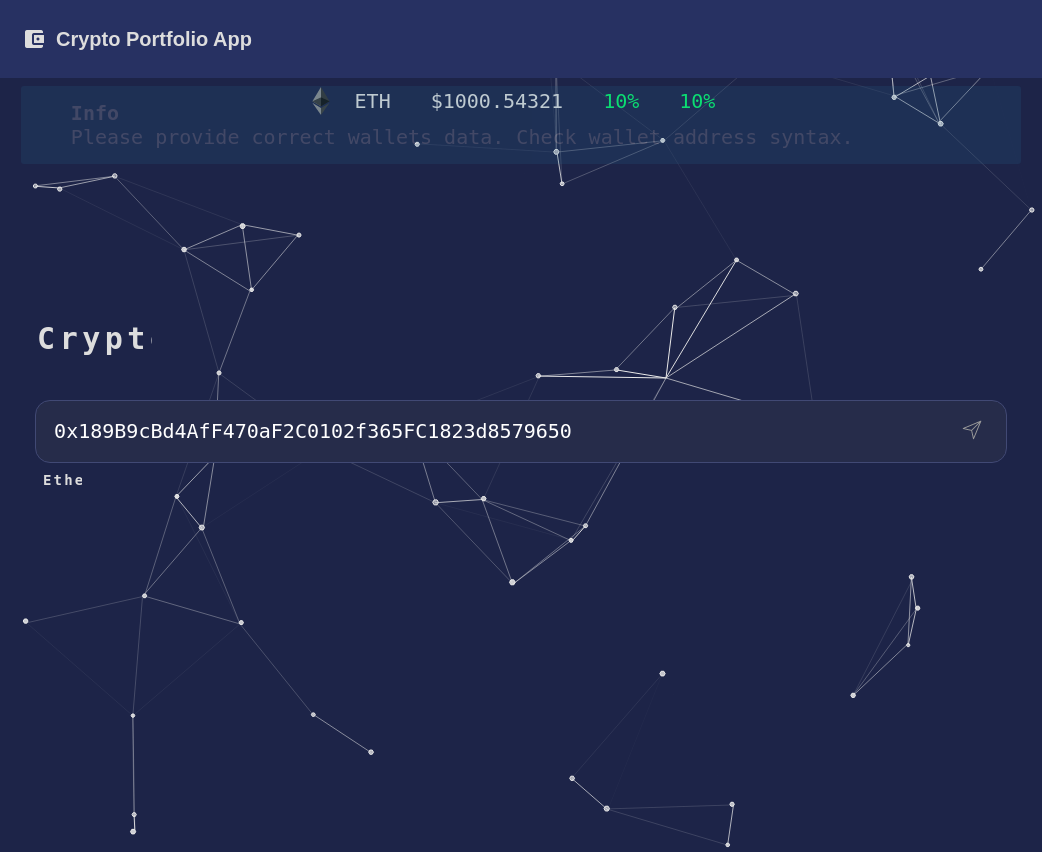 Crypto Portfolio App
ETH $1000.54321 10% 10%
Info
Please provide correct wallets data. Check wallet address syntax.
Crypt
0x189B9cBd4AfF470aF2C0102f365FC1823d8579650
Ethe